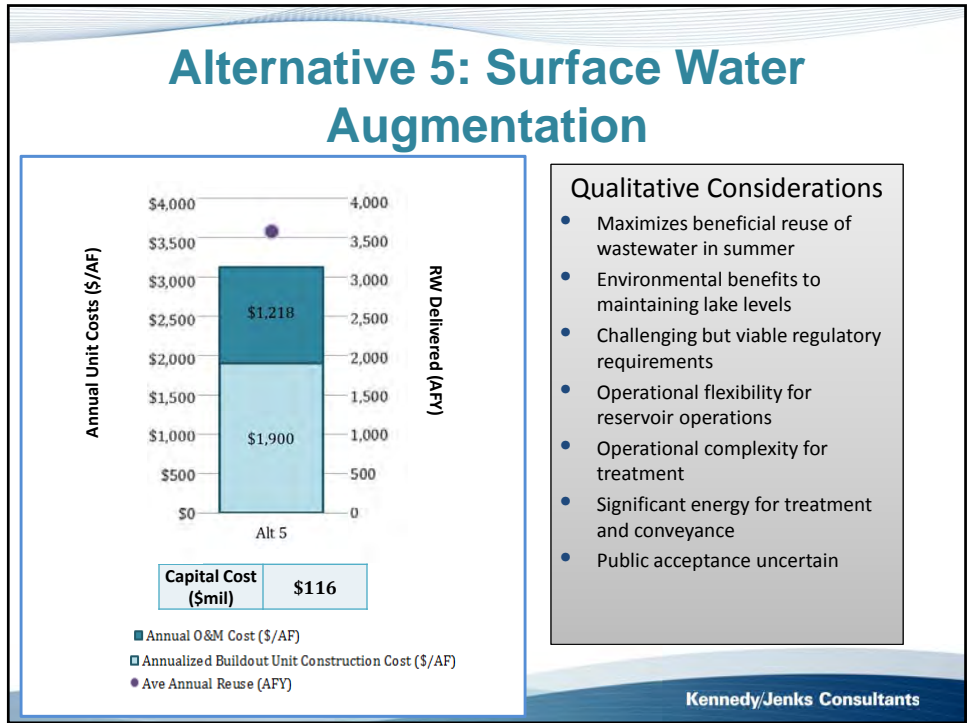 Alternative 5: Surface Water
Augmentation
Annual Unit Costs ($/AF)
$4,000
$3,500
$3,000
$2,500
$2,000
$1,500
$1,000
$500
$0
$1,218
$1,900
4,000
3,500
3,000
2,500
2,000
1,500
1,000
500
0
RW Delivered (AFY)
Alt 5
Capital Cost
($mil)
$116
Annual O&M Cost ($/AF)
Annualized Buildout Unit Construction Cost ($/AF)
Ave Annual Reuse (AFY)
Qualitative Considerations
• Maximizes beneficial reuse of
wastewater in summer
• Environmental benefits to
maintaining lake levels
• Challenging but viable regulatory
requirements
• Operational flexibility for
reservoir operations
• Operational complexity for
treatment
• Significant energy for treatment
and conveyance
• Public acceptance uncertain
Kennedy/Jenks Consultants